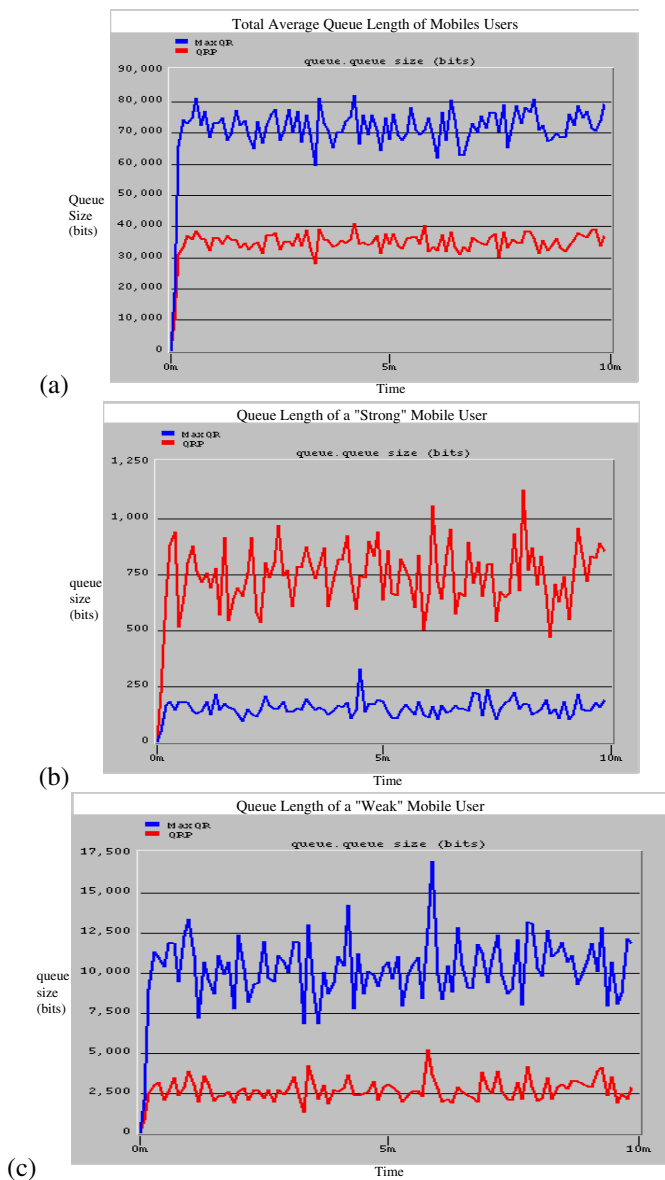 Total Average Queue Length of Mobiles Users
MaxQR
QRP
queue.queue size (bits)
90,000
80,000
70,000
60,000
50,000
40,000
30,000
20,000
10,000
0
Queue
Size
(bits)
0m
5m
10m
Time
(a)
Queue Length of a "Strong" Mobile User
MaxQR
QRP
queue.queue size (bits)
1,250
1,000
750
500
250
0
queue
size
(bits)
0m
5m
10m
Time
(b)
Queue Length of a "Weak" Mobile User
MaxQR
QRP
queue.queue size (bits)
17,500
15,000
12,500
10,000
7,500
5,000
2,500
0
queue
size
(bits)
0m
5m
10m
Time
(c)